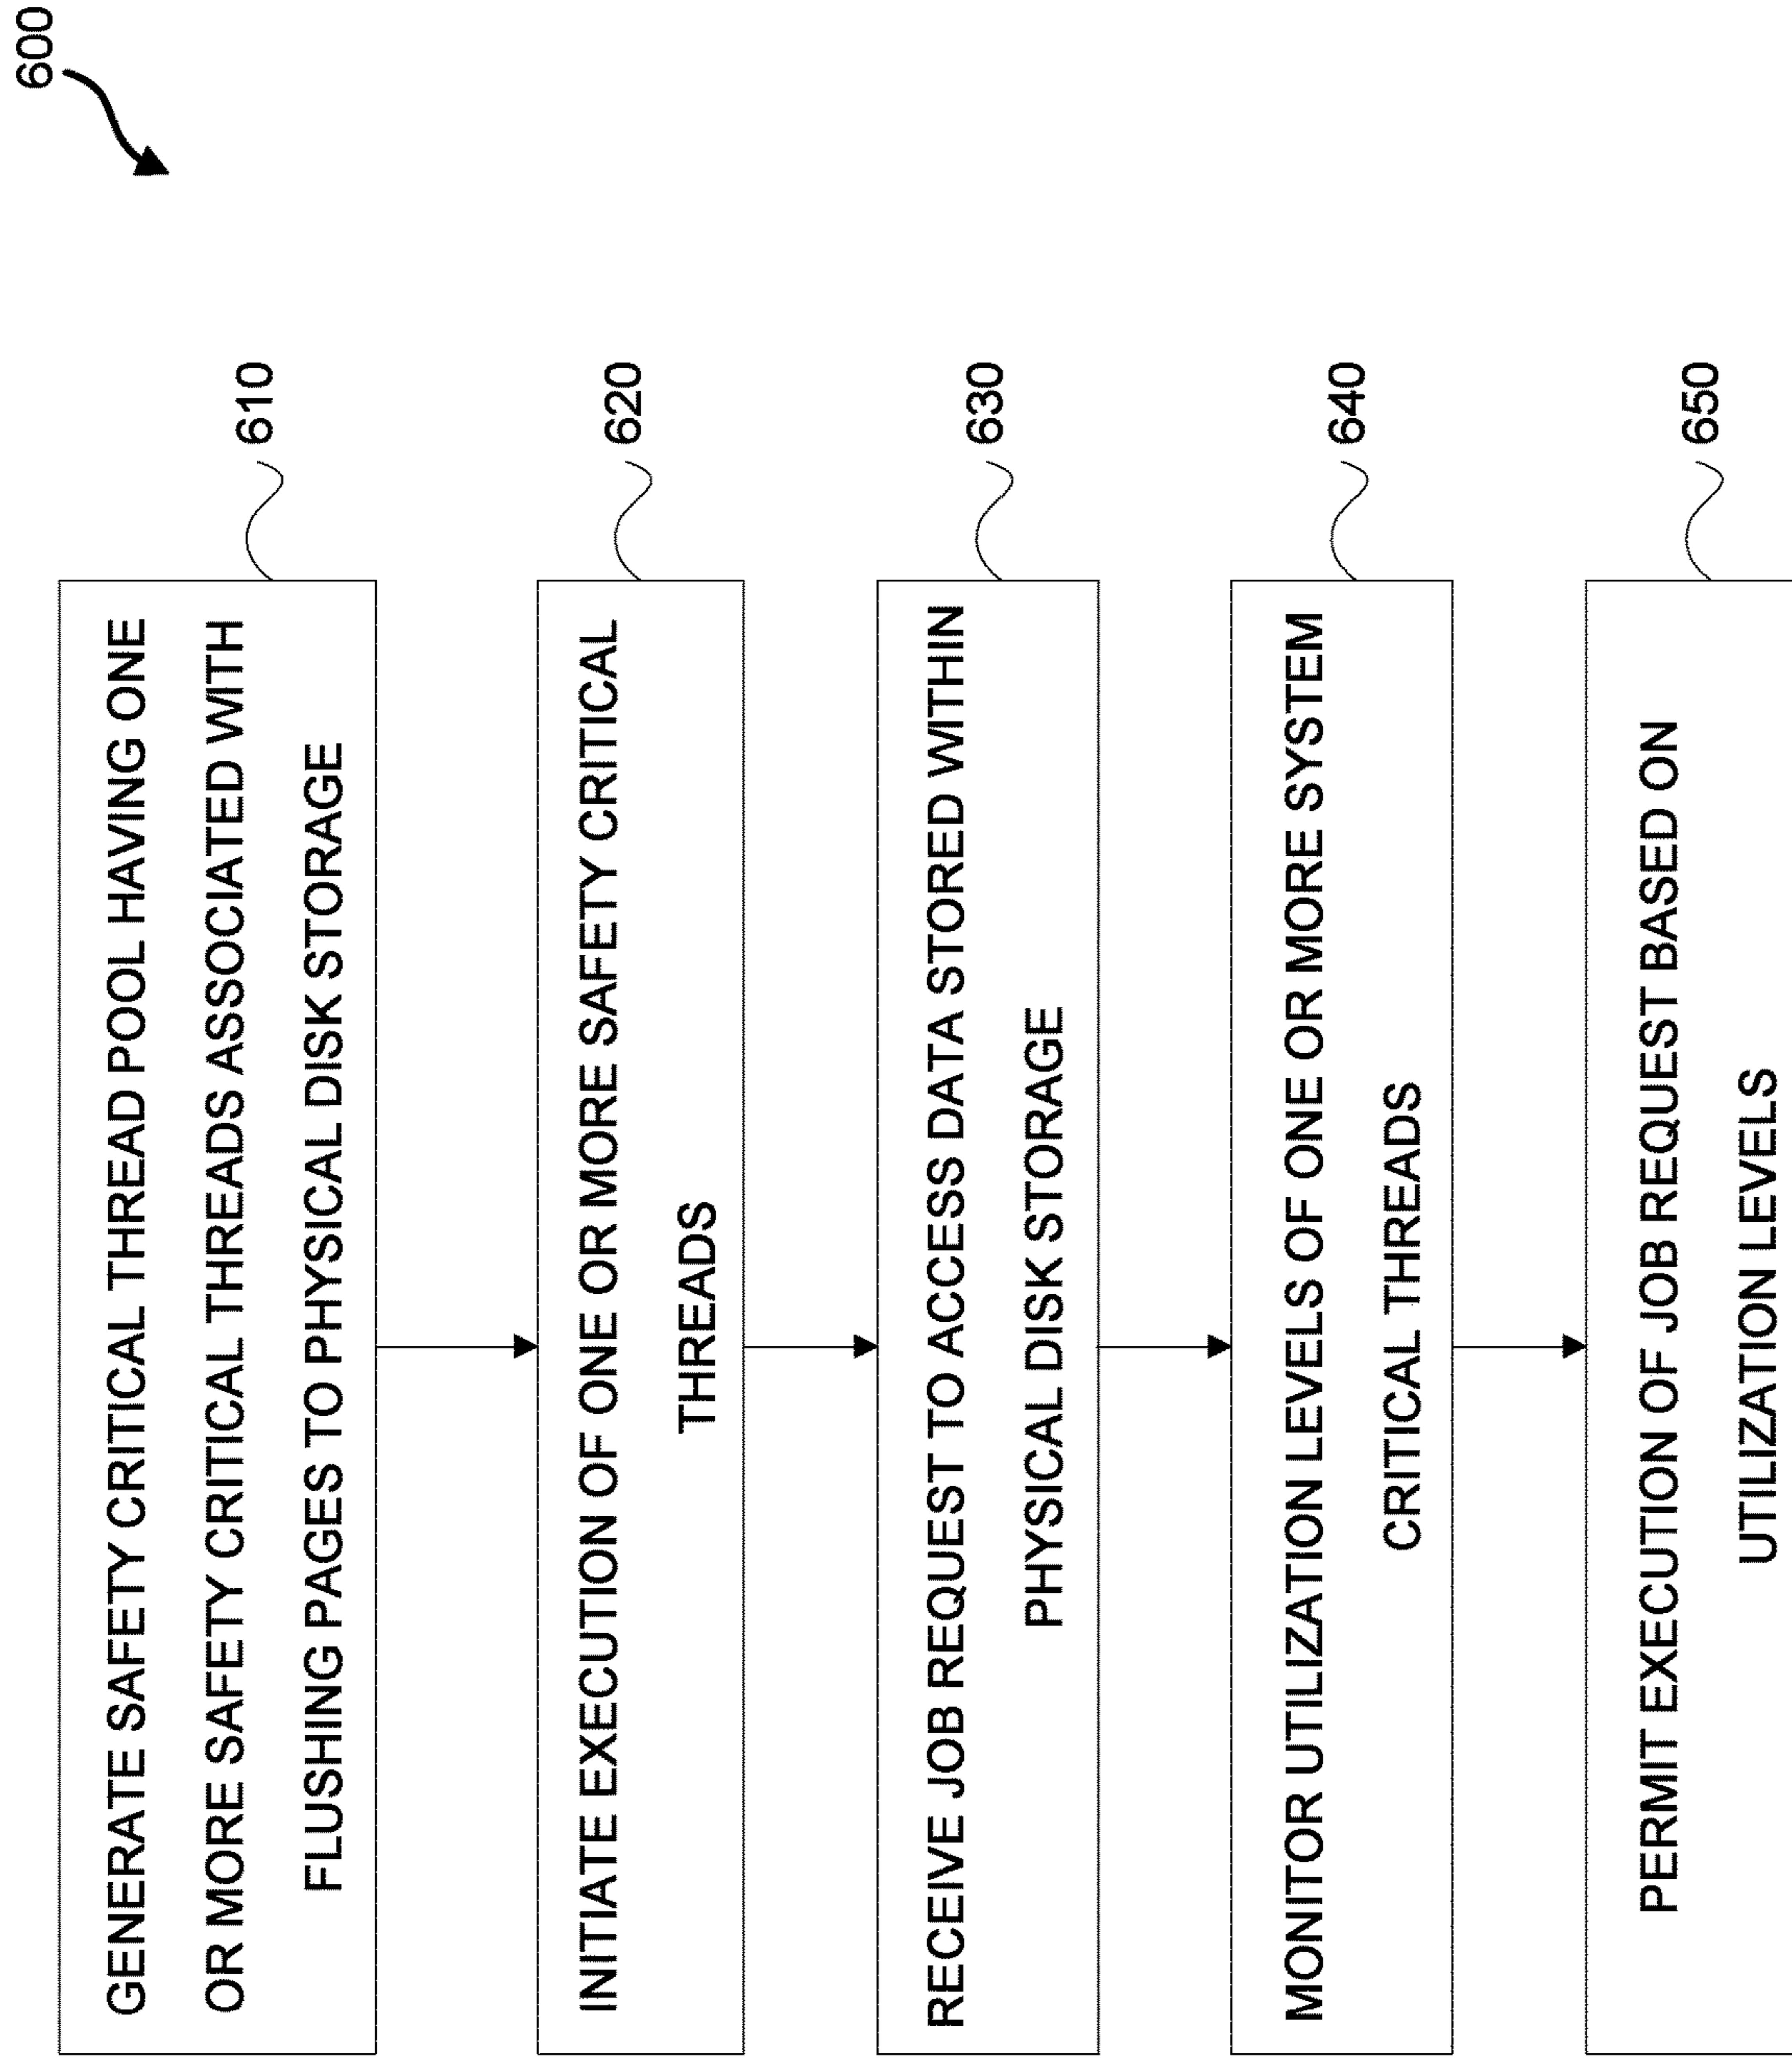 600
GENERATE SAFETY CRITICAL THREAD POOL HAVING ONE
OR MORE SAFETY CRITICAL THREADS ASSOCIATED WITH
FLUSHING PAGES TO PHYSICAL DISK STORAGE
610
INITIATE EXECUTION OF ONE OR MORE SAFETY CRITICAL
THREADS
620
RECEIVE JOB REQUEST TO ACCESS DATA STORED WITHIN
PHYSICAL DISK STORAGE
630
MONITOR UTILIZATION LEVELS OF ONE OR MORE SYSTEM
CRITICAL THREADS
640
PERMIT EXECUTION OF JOB REQUEST BASED ON
UTILIZATION LEVELS
650